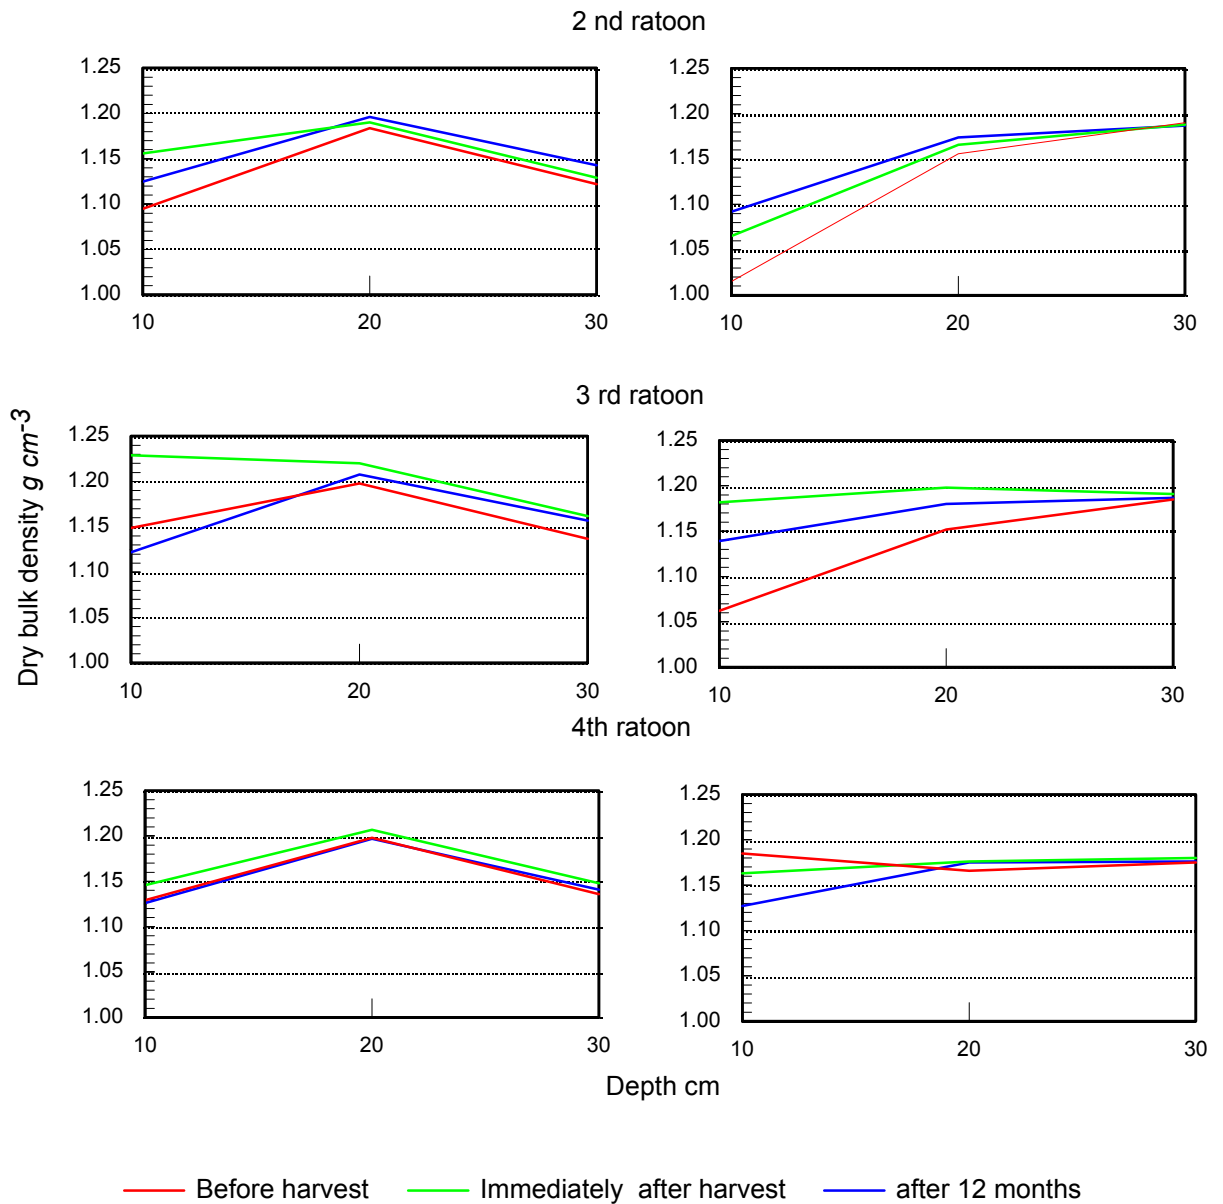 2 nd ratoon
1.25 1.25
1.20 1.20
1.15 1.15
1.10 1.10
1.05 1.05
1.00 1.00
10 20 30 10 20 30
3 rd ratoon
Dry bulk density g cm-3
1.25 1.25
1.20 1.20
1.15 1.15
1.10 1.10
1.05 1.05
1.00 1.00
10 20 30 10 20 30
4th ratoon
1.25 1.25
1.20 1.20
1.15 1.15
1.10 1.10
1.05 1.05
1.00 1.00
10 20 30 10 20 30
Depth cm
Before harvest Immediately after harvest after 12 months